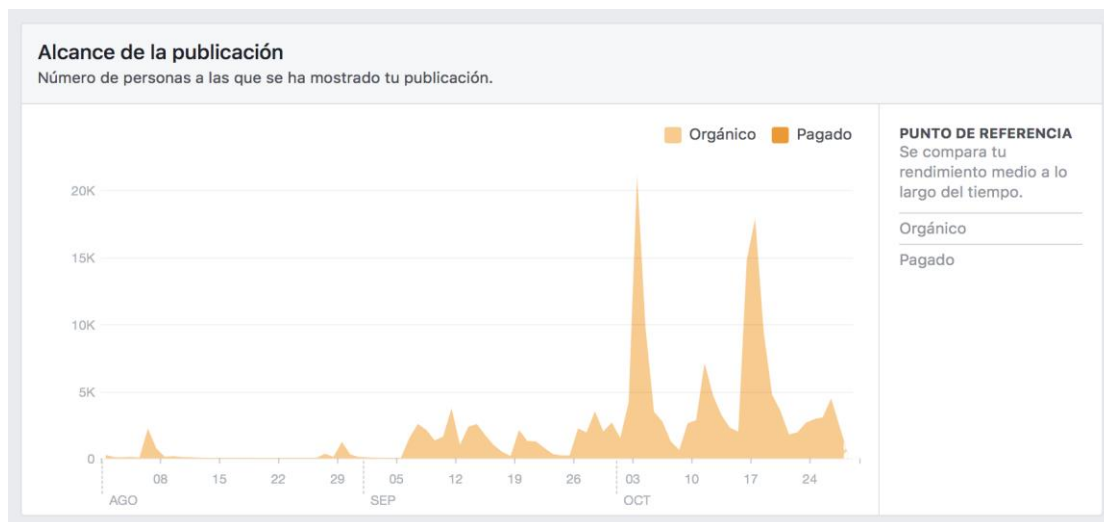 Alcance de la publicación
Número de personas a las que se ha mostrado tu publicación.
Orgánico Pagado
20K
15K
10K
5K
0
08 15 22 29 05 12 19 26 03 10 17 24
AGO SEP OCT
PUNTO DE REFERENCIA
Se compara tu
rendimiento medio a lo
largo del tiempo.
Orgánico
Pagado